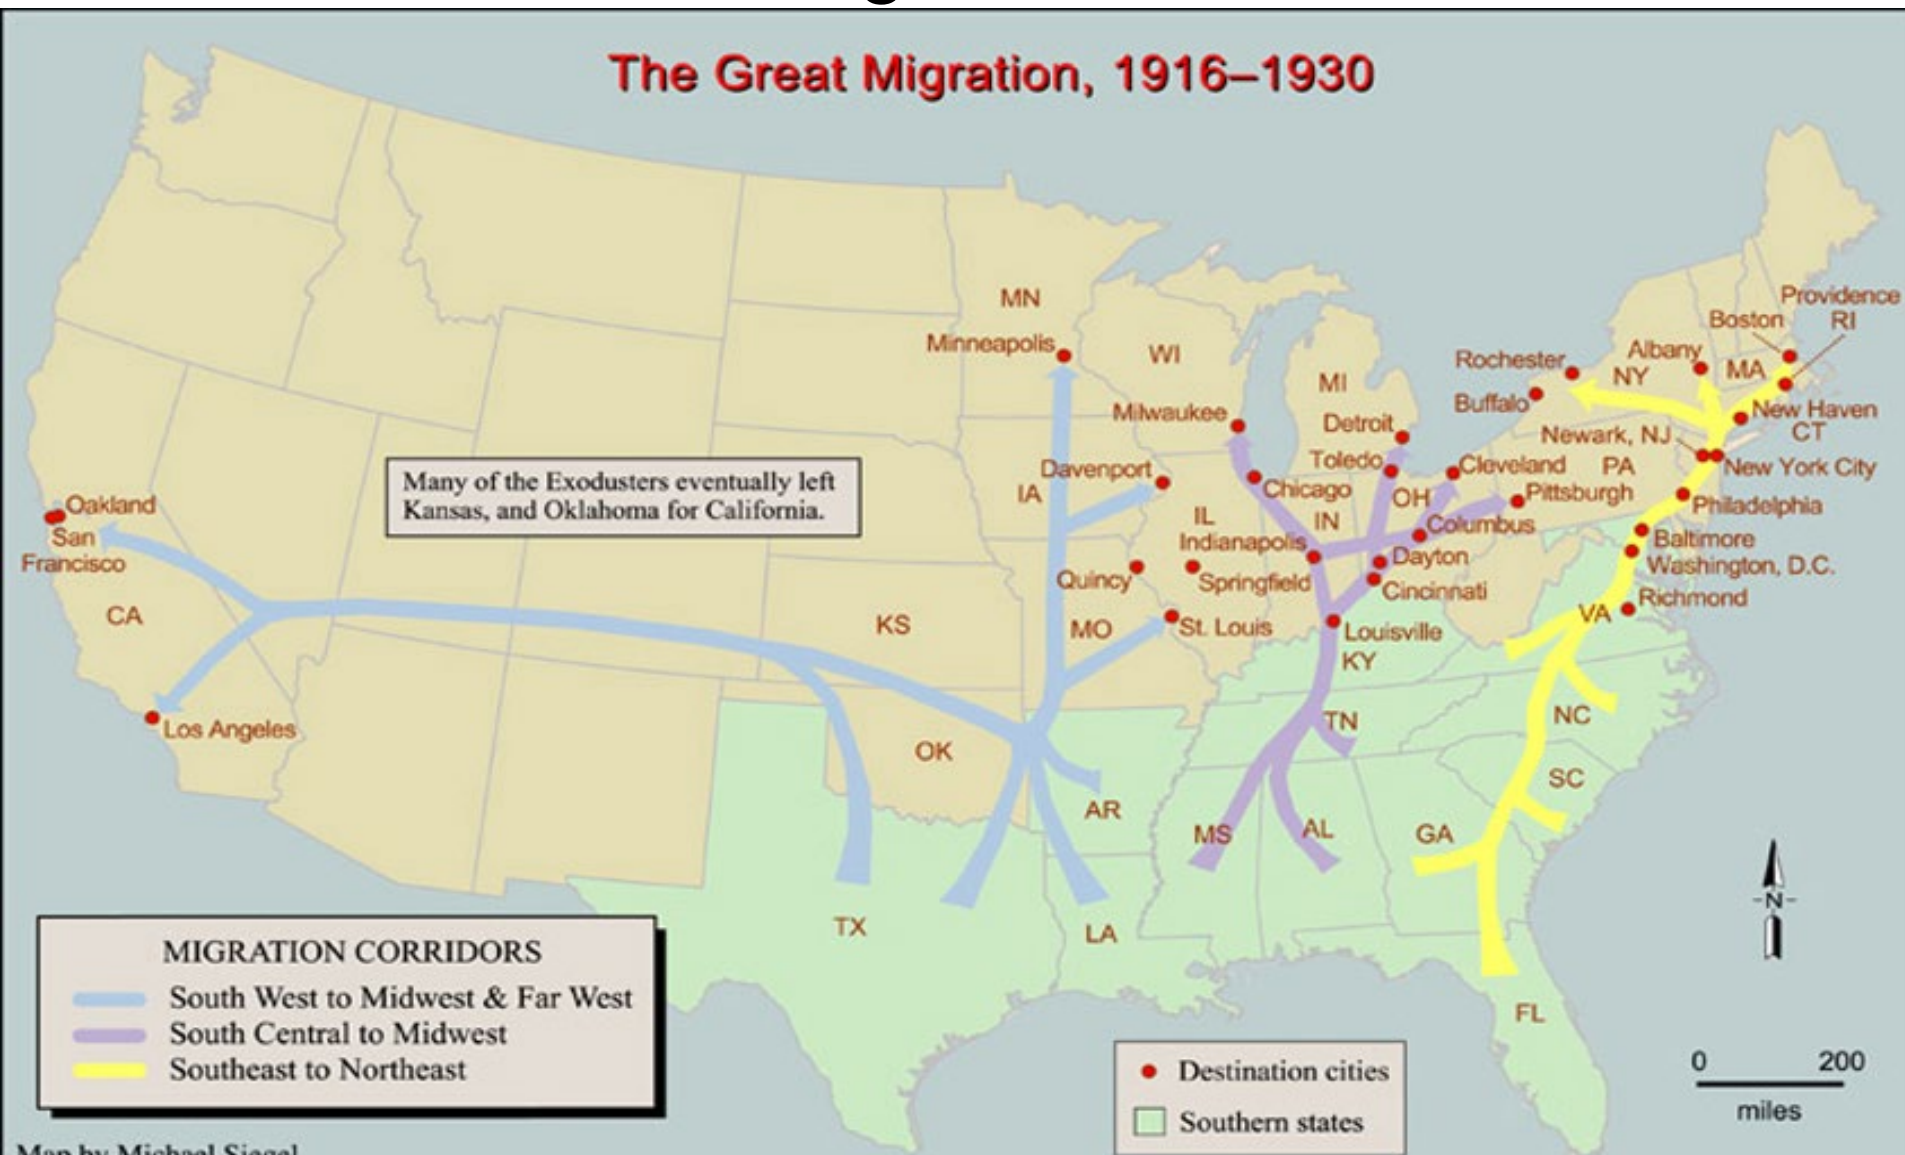 The Great Migration, 1916–1930
Providence
RI
Boston
MN
Minneapolis
WI
MI
Rochester
Albany
NY
MA
Buffalo
Milwaukee
Detroit
New Haven
CT
Newark, NJ
Many of the Exodusters eventually left
Kansas, and Oklahoma for California.
Davenport
Toledo
Cleveland
PA
New York City
IA
Chicago
OH
Pittsburgh
Philadelphia
Oakland
San
Francisco
IL
IN
Columbus
Indianapolis
Baltimore
Dayton
Washington, D.C.
Quincy
Springfield
Cincinnati
Richmond
CA
KS
MO
St. Louis
Louisville
KY
VA
Los Angeles
TN
NC
OK
SC
AR
MS
AL
GA
TX
LA
N
FL
MIGRATION CORRIDORS
South West to Midwest & Far West
South Central to Midwest
Southeast to Northeast
Destination cities
Southern states
0 200
miles
Map by Michael Siegel